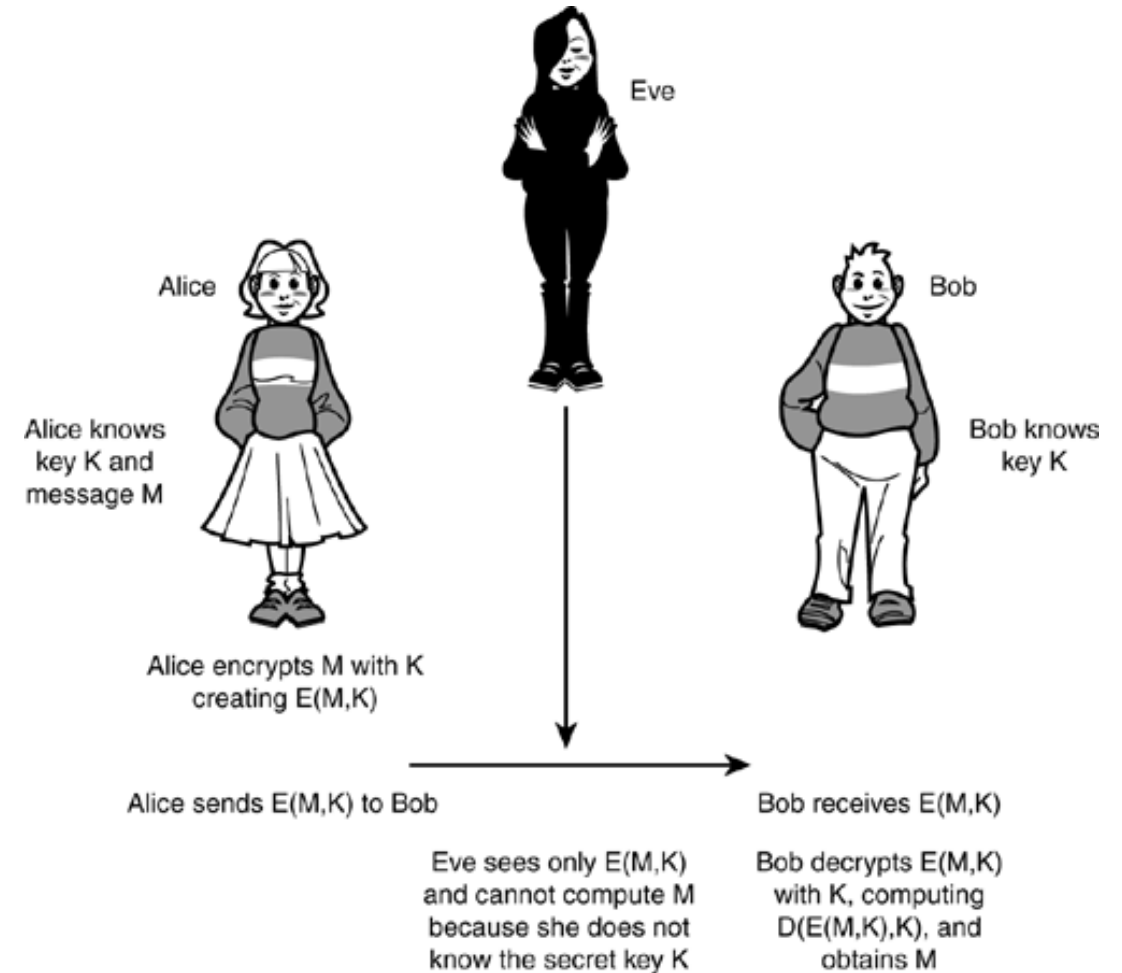 Eve
Alice
Bob
Alice knows
key K and
message M
Bob knows
key K
Alice encrypts M with K
creating E(M,K)
Alice sends E(M,K) to Bob
Bob receives E(M,K)
Eve sees only E(M,K)
and cannot compute M
because she does not
know the secret key K
Bob decrypts E(M,K)
with K, computing
D(E(M,K),K), and
obtains M